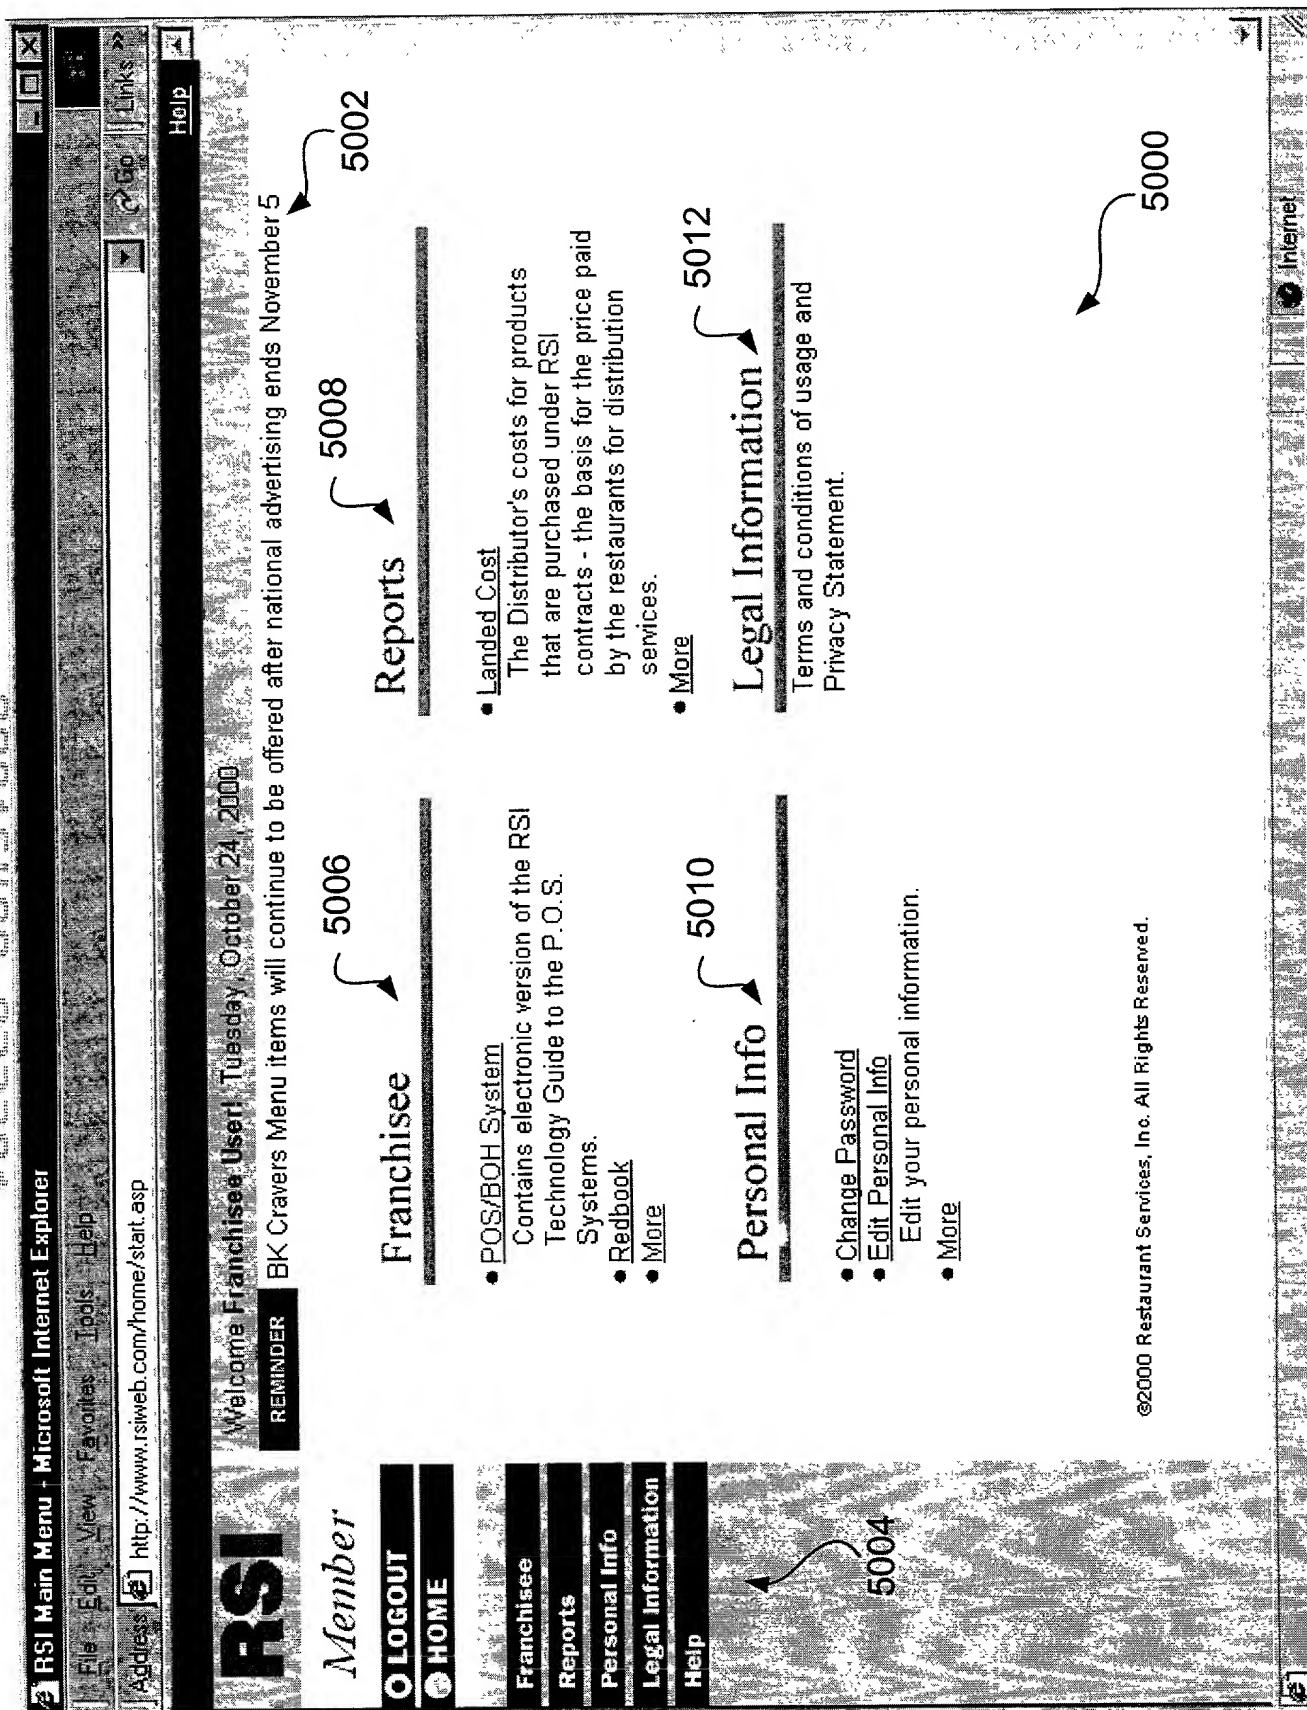 RSI Main Menu - Microsoft Internet Explorer
File Edit View Favorites Tools Help
Address http://www.rsiweb.com/home/start.asp Go Links »
Help
RSI
Welcome Franchisee User! Tuesday, October 24, 2000
REMINDER BK Cravers Menu items will continue to be offered after national advertising ends November 5
5002
Member
LOGOUT
HOME
Franchisee
Reports
Personal Info
Legal Information
Help
5004
Franchisee
5006
• POS/BOH System
Contains electronic version of the RSI
Technology Guide to the P.O.S.
Systems.
• Redbook
• More
Reports
5008
• Landed Cost
The Distributor's costs for products
that are purchased under RSI
contracts - the basis for the price paid
by the restaurants for distribution
services.
• More
Personal Info
5010
• Change Password
• Edit Personal Info
Edit your personal information.
• More
Legal Information
5012
Terms and conditions of usage and
Privacy Statement.
5000
©2000 Restaurant Services, Inc. All Rights Reserved.
Internet